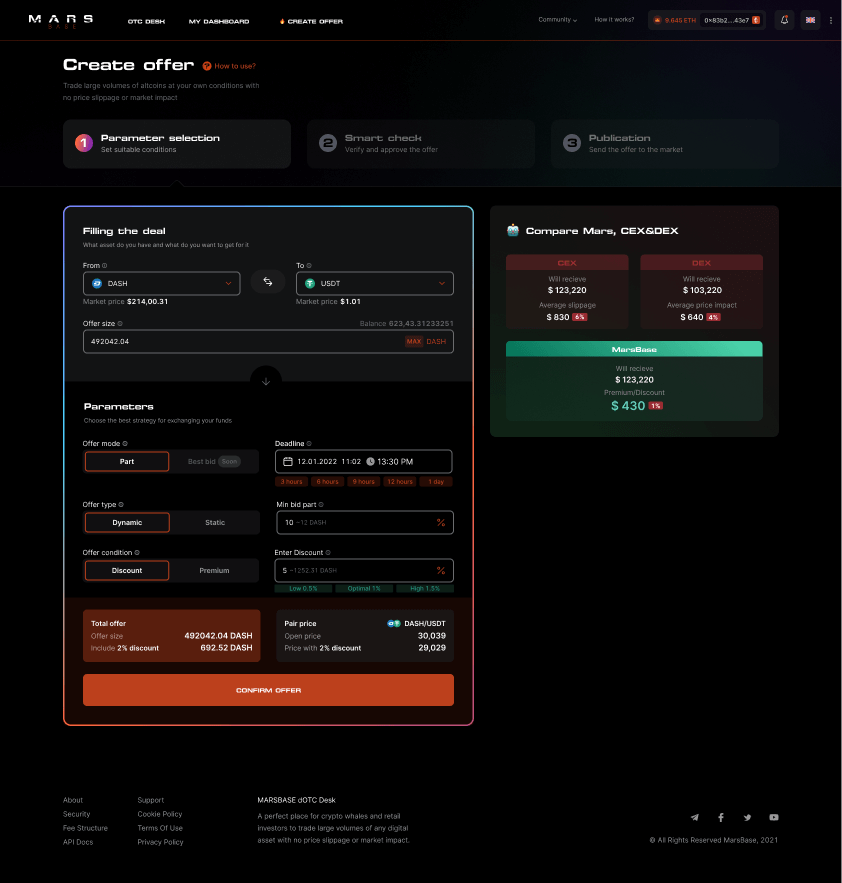 MARS
BASE
OTC DESK
MY DASHBOARD
CREATE OFFER
Community
How it works?
9.645 ETH
0x83b2....43e7
Create offer
? How to use?
Trade large volumes of altcoins at your own conditions with
no price slippage or market impact
1
Parameter selection
Set suitable conditions
2
Smart check
Verify and approve the offer
3
Publication
Send the offer to the market
Filling the deal
What asset do you have and what do you want to get for it
From
To
DASH
USDT
Market price $214,00.31
Market price $1.01
Offer size
Balance 623,43.31233251
492042.04
MAX DASH
Parameters
Choose the best strategy for exchanging your funds
Offer mode
Part
Best bid Soon
Deadline
12.01.2022 11:02 13:30 PM
3 hours
6 hours
9 hours
12 hours
1 day
Offer type
Dynamic
Static
Min bid part
10 ~12 DASH %
Offer condition
Discount
Premium
Enter Discount
5 ~1252.31 DASH %
Low 0.5%
Optimal 1%
High 1.5%
Total offer
Offer size 492042.04 DASH
Include 2% discount 692.52 DASH
Pair price DASH/USDT
Open price 30,039
Price with 2% discount 29,029
CONFIRM OFFER
Compare Mars, CEX&DEX
CEX
Will recieve
$ 123,220
Average slippage
$ 830 6%
DEX
Will recieve
$ 103,220
Average price impact
$ 640 4%
MarsBase
Will recieve
$ 123,220
Premium/Discount
$ 430 1%
About
Security
Fee Structure
API Docs
Support
Cookie Policy
Terms Of Use
Privacy Policy
MARSBASE dOTC Desk
A perfect place for crypto whales and retail
investors to trade large volumes of any digital
asset with no price slippage or market impact.
© All Rights Reserved MarsBase, 2021